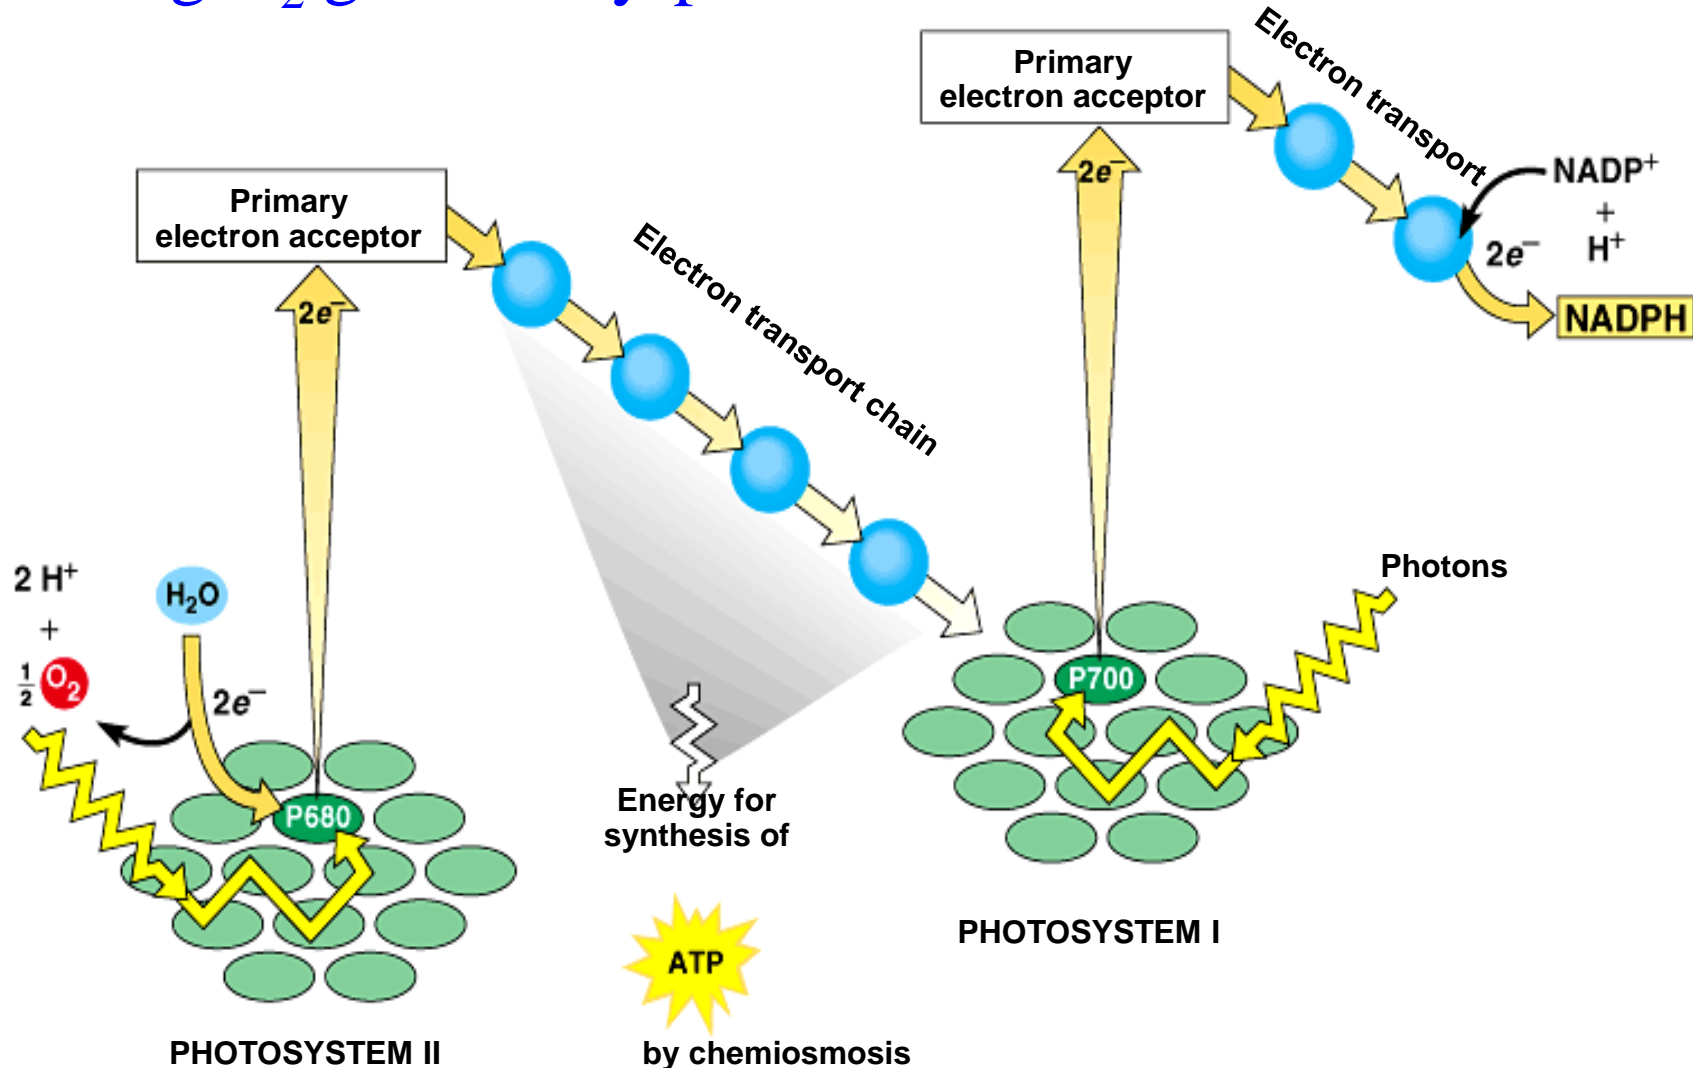 Primary
electron acceptor
Electron transport
2e⁻
NADP⁺
+
H⁺
2e⁻
NADPH
Primary
electron acceptor
2e⁻
Electron transport chain
Photons
2 H⁺
+
1/2 O₂
H₂O
2e⁻
P700
P680
Energy for
synthesis of
ATP
by chemiosmosis
PHOTOSYSTEM I
PHOTOSYSTEM II